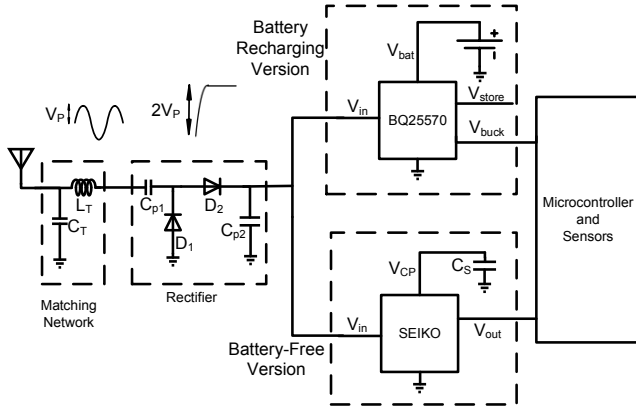 Battery
Recharging
Version
V_bat
V_P
2V_P
V_in
BQ25570
V_store
V_buck
L_T
C_T
C_p1
D_2
D_1
C_p2
Matching
Network
Rectifier
Microcontroller
and
Sensors
V_CP
C_S
V_in
SEIKO
V_out
Battery-Free
Version